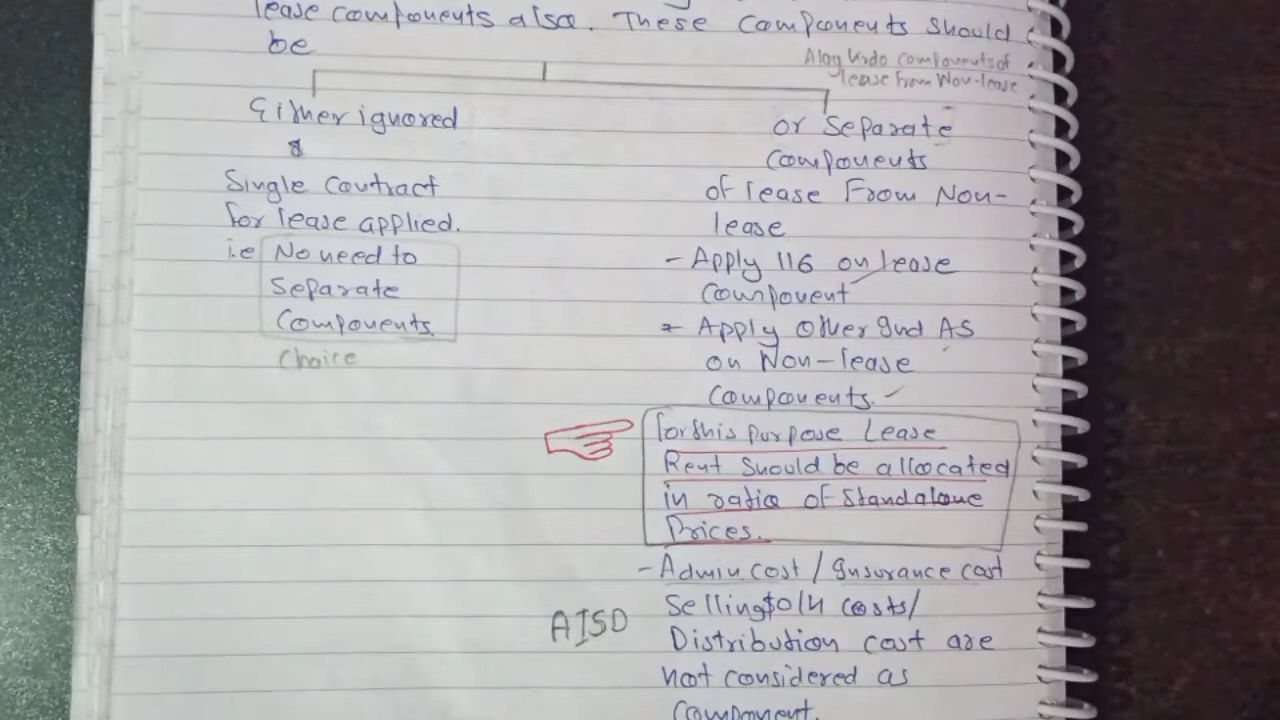 lease components also. These components should
be
Alag krdo components of
lease from Non-lease
Either ignored
&
Single contract
for lease applied.
i.e No need to
Separate
Components.
Choice
or Separate
Components
of lease From Non-
lease
- Apply 116 on lease
Component
- Apply other Ind AS
on Non-lease
Components.
for this purpose Lease
Rent should be allocated
in ratio of Standalone
Prices.
- Admin cost / Insurance cost
Selling & O/H costs/
Distribution cost are
not considered as
Component.
AISD